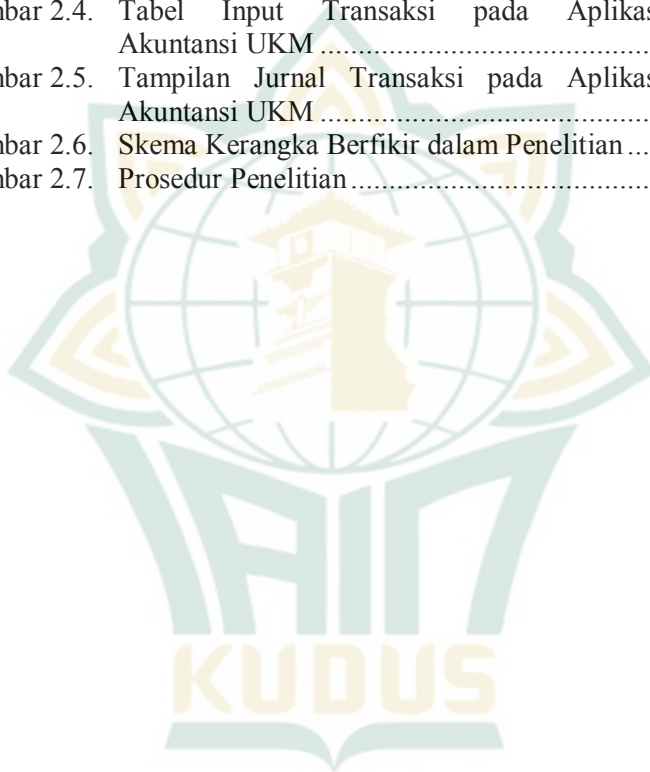 mbar 2.4. Tabel Input Transaksi pada Aplikas
Akuntansi UKM ....................................
mbar 2.5. Tampilan Jurnal Transaksi pada Aplikas
Akuntansi UKM ....................................
mbar 2.6. Skema Kerangka Berfikir dalam Penelitian ...
mbar 2.7. Prosedur Penelitian .................................
IAIN
KUDUS